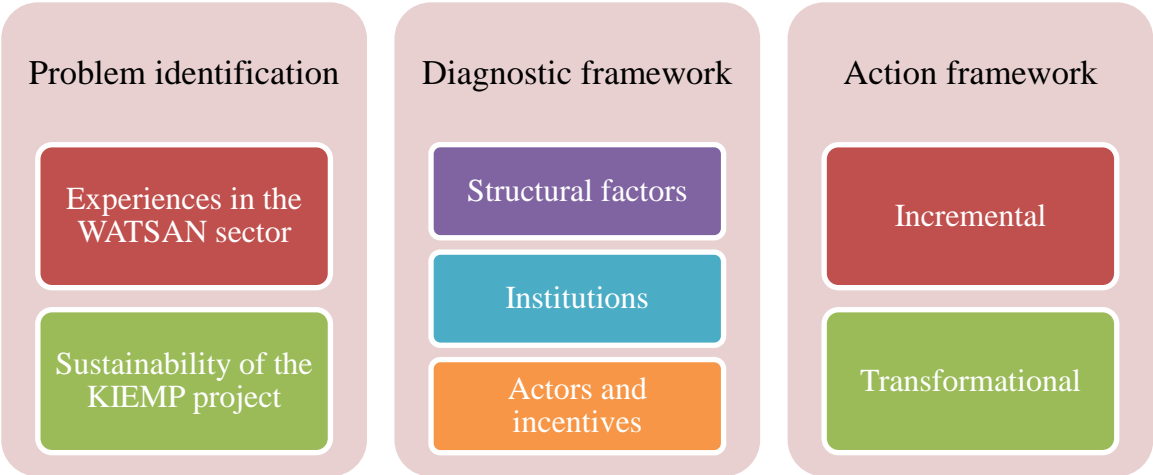 Problem identification
Experiences in the
WATSAN sector
Sustainability of the
KIEMP project
Diagnostic framework
Structural factors
Institutions
Actors and
incentives
Action framework
Incremental
Transformational